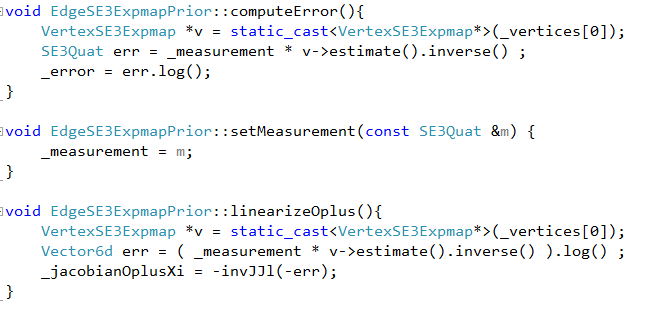 void EdgeSE3ExpmapPrior::computeError(){
    VertexSE3Expmap *v = static_cast<VertexSE3Expmap*>(_vertices[0]);
    SE3Quat err = _measurement * v->estimate().inverse() ;
    _error = err.log();
}
void EdgeSE3ExpmapPrior::setMeasurement(const SE3Quat &m) {
    _measurement = m;
}
void EdgeSE3ExpmapPrior::linearizeOplus(){
    VertexSE3Expmap *v = static_cast<VertexSE3Expmap*>(_vertices[0]);
    Vector6d err = ( _measurement * v->estimate().inverse() ).log() ;
    _jacobianOplusXi = -invJJl(-err);
}